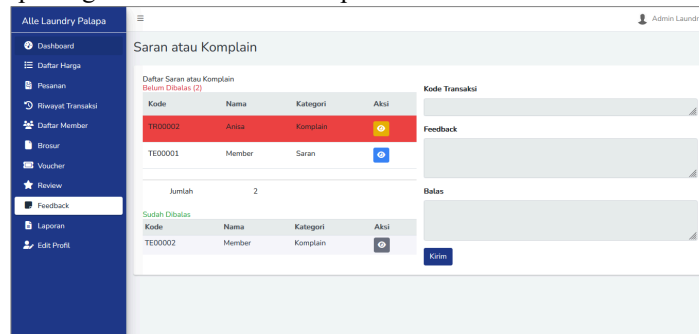 Alle Laundry Palapa
Admin Laundr
Dashboard
Daftar Harga
Pesanan
Riwayat Transaksi
Daftar Member
Brosur
Voucher
Review
Feedback
Laporan
Edit Profil
Saran atau Komplain
Daftar Saran atau Komplain
Belum Dibalas (2)
Kode Nama Kategori Aksi
TR00002 Anisa Komplain
TE00001 Member Saran
Jumlah 2
Sudah Dibalas
Kode Nama Kategori Aksi
TE00002 Member Komplain
Kode Transaksi
Feedback
Balas
Kirim